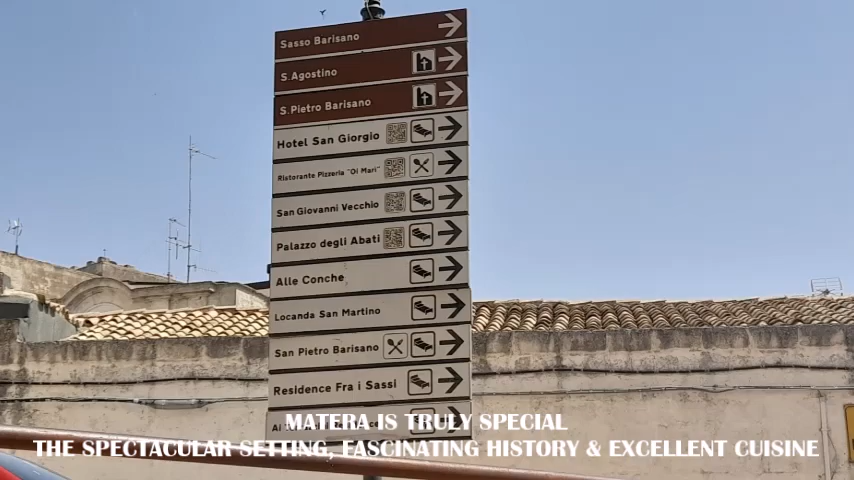 Sasso Barisano
S.Agostino
S.Pietro Barisano
Hotel San Giorgio
Ristorante Pizzeria "Oi Marì"
San Giovanni Vecchio
Palazzo degli Abati
Alle Conche
Locanda San Martino
San Pietro Barisano
Residence Fra i Sassi
MATERA IS TRULY SPECIAL
THE SPECTACULAR SETTING, FASCINATING HISTORY & EXCELLENT CUISINE